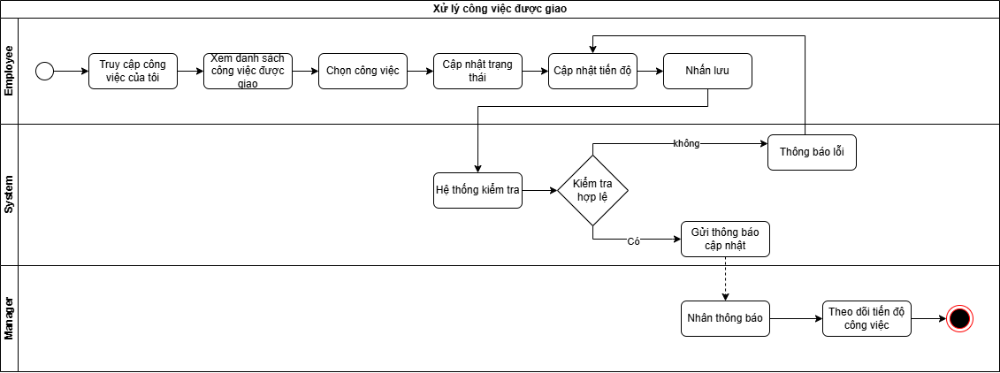 Xử lý công việc được giao
Employee
Truy cập công
việc của tôi
Xem danh sách
công việc được
giao
Chọn công việc
Cập nhật trạng
thái
Cập nhật tiến độ
Nhấn lưu
System
Hệ thống kiểm tra
Kiểm tra
hợp lệ
không
Thông báo lỗi
Có
Gửi thông báo
cập nhật
Manager
Nhân thông báo
Theo dõi tiến độ
công việc